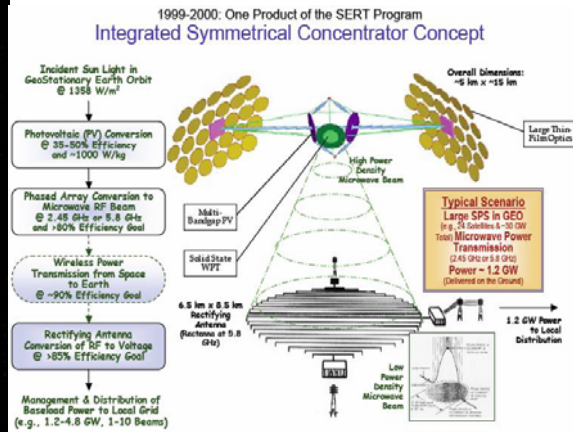 1999-2000: One Product of the SERT Program
Integrated Symmetrical Concentrator Concept
Incident Sun Light in
GeoStationary Earth Orbit
@ 1358 W/m²
Photovoltaic (PV) Conversion
@ 35-50% Efficiency
and ~1000 W/kg
Phased Array Conversion to
Microwave RF Beam
@ 2.45 GHz or 5.8 GHz
and >80% Efficiency Goal
Wireless Power
Transmission from Space
to Earth
@ ~90% Efficiency Goal
Rectifying Antenna
Conversion of RF to Voltage
@ >85% Efficiency Goal
Management & Distribution of
Baseload Power to Local Grid
(e.g., 1.2-4.8 GW, 1-10 Beams)
Overall Dimensions:
~5 km x ~15 km
Large Thin-
Film Optics
High Power
Density
Microwave Beam
Multi-
Bandgap PV
Solid State
WPT
Typical Scenario
Large SPS in GEO
(e.g., 24 Satellites & ~30 GW
Total) Microwave Power
Transmission
(2.45 GHz or 5.8 GHz)
Power ~ 1.2 GW
(Delivered on the Ground)
6.5 km x 8.5 km
Rectifying
Antenna
(Rectenna at 5.8
GHz)
1.2 GW Power
to Local
Distribution
Low
Power
Density
Microwave
Beam